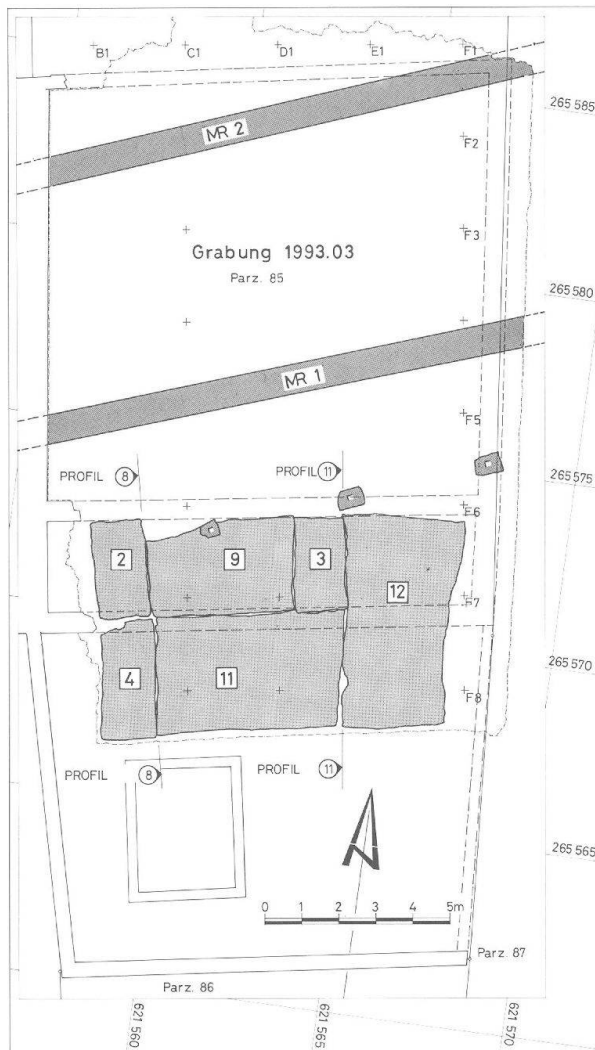 B1 C1 D1 E1 F1
265 585
MR 2
F2
F3
Grabung 1993.03
Parz. 85
265 580
MR 1
F5
PROFIL 8
PROFIL 11
265 575
F6
2
9
3
12
F7
4
11
265 570
F8
PROFIL 8
PROFIL 11
N
265 565
0 1 2 3 4 5m
Parz. 87
Parz. 86
621 560
621 565
621 570